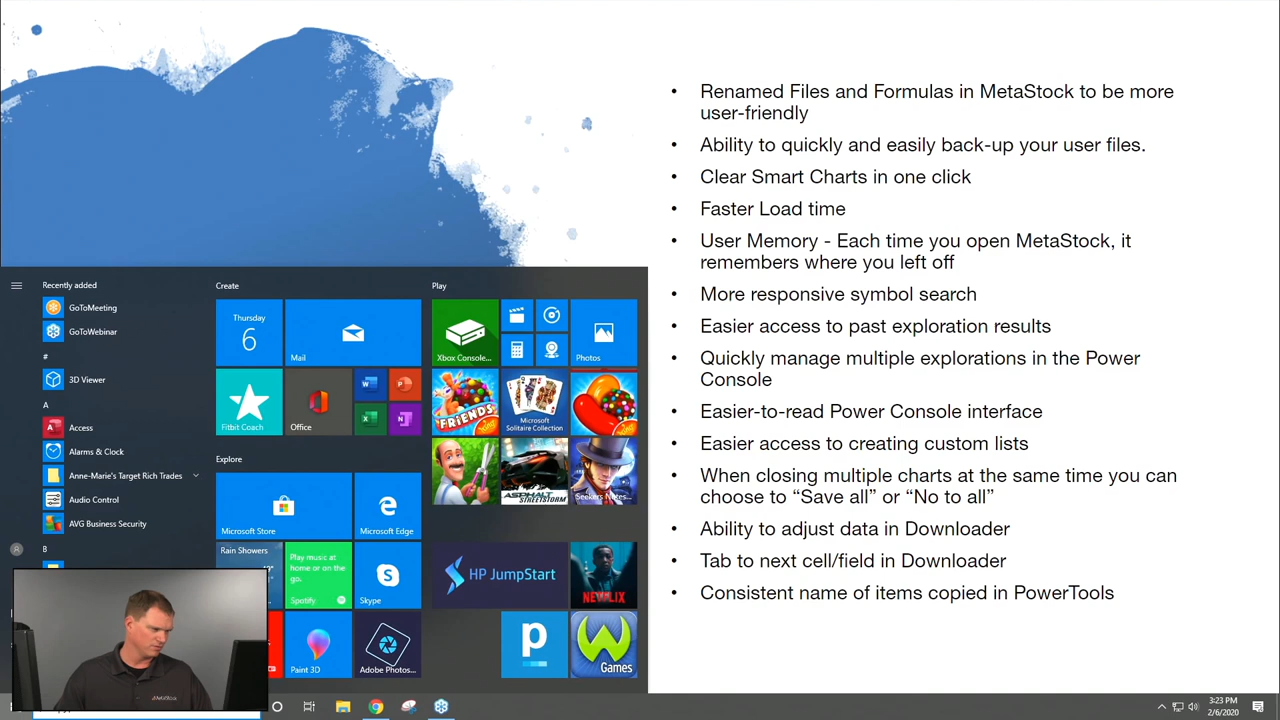 • Renamed Files and Formulas in MetaStock to be more
user-friendly
• Ability to quickly and easily back-up your user files.
• Clear Smart Charts in one click
• Faster Load time
• User Memory - Each time you open MetaStock, it
remembers where you left off
• More responsive symbol search
• Easier access to past exploration results
• Quickly manage multiple explorations in the Power
Console
• Easier-to-read Power Console interface
• Easier access to creating custom lists
• When closing multiple charts at the same time you can
choose to “Save all” or “No to all”
• Ability to adjust data in Downloader
• Tab to next cell/field in Downloader
• Consistent name of items copied in PowerTools
Recently added
GoToMeeting
GoToWebinar
#
3D Viewer
A
Access
Alarms & Clock
Anne-Marie's Target Rich Trades
Audio Control
AVG Business Security
B
Create
Thursday
6
Mail
Fitbit Coach
Office
Explore
Microsoft Store
Microsoft Edge
Rain Showers
Play music at
home or on the
go.
Spotify
Skype
Paint 3D
Adobe Photos...
Play
Xbox Console...
Photos
FRIENDS
Microsoft
Solitaire Collection
King
ASPHALT
STREETSTORM
Seekers Notes...
HP JumpStart
NETFLIX
p
W
Games
3:23 PM
2/6/2020